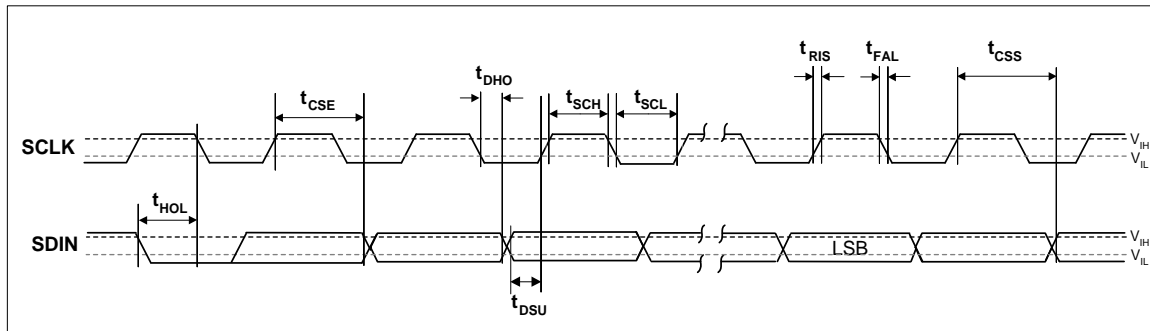 tRIS
tFAL
tCSS
tDHO
tCSE
tSCH
tSCL
SCLK
VIH
VIL
tHOL
SDIN
LSB
VIH
VIL
tDSU